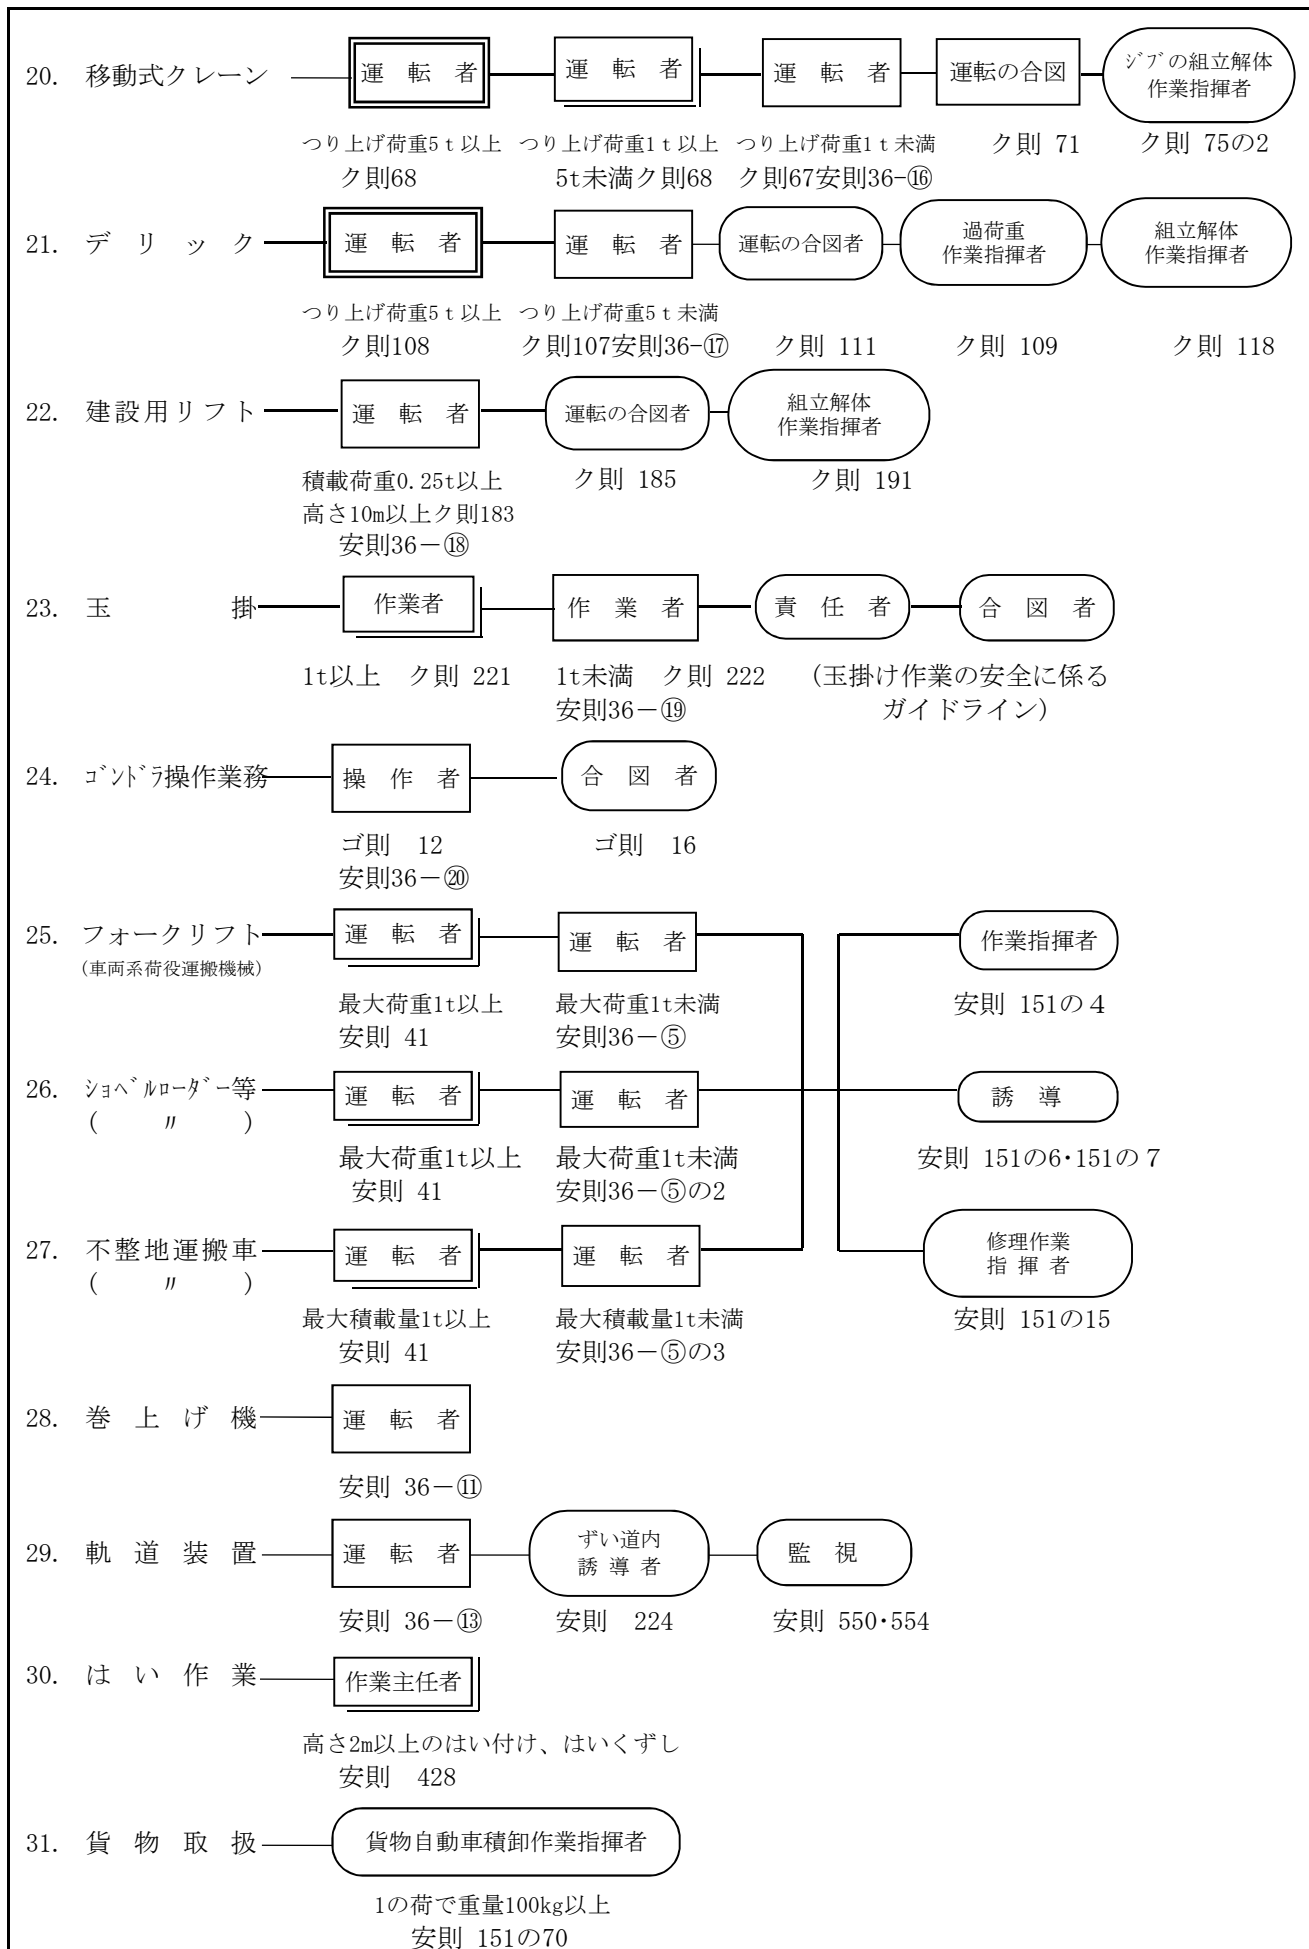 20. 移動式クレーン 運転者 運転者 運転者 運転の合図 ｼﾞﾌﾞの組立解体
作業指揮者
つり上げ荷重5ｔ以上 つり上げ荷重1ｔ以上 つり上げ荷重1ｔ未満 ク則 71 ク則 75の2
ク則68 5t未満ク則68 ク則67安則36-⑯
21. デリック 運転者 運転者 運転の合図者 過荷重 組立解体
作業指揮者 作業指揮者
つり上げ荷重5ｔ以上 つり上げ荷重5ｔ未満
ク則108 ク則107安則36-⑰ ク則 111 ク則 109 ク則 118
22. 建設用リフト 運転者 運転の合図者 組立解体
作業指揮者
積載荷重0.25t以上 ク則 185 ク則 191
高さ10m以上ク則183
安則36－⑱
23. 玉掛 作業者 作業者 責任者 合図者
1t以上 ク則 221 1t未満 ク則 222 (玉掛け作業の安全に係る
安則36－⑲ ガイドライン)
24. ｺﾞﾝﾄﾞﾗ操作業務 操作者 合図者
ゴ則 12 ゴ則 16
安則36－⑳
25. フォークリフト 運転者 運転者 作業指揮者
(車両系荷役運搬機械)
最大荷重1t以上 最大荷重1t未満 安則 151の４
安則 41 安則36－⑤
26. ｼｮﾍﾞﾙﾛｰﾀﾞｰ等 運転者 運転者 誘導
( 〃 )
最大荷重1t以上 最大荷重1t未満 安則 151の6･151の７
安則 41 安則36－⑤の2
27. 不整地運搬車 運転者 運転者 修理作業
( 〃 ) 指揮者
最大積載量1t以上 最大積載量1t未満 安則 151の15
安則 41 安則36－⑤の3
28. 巻上げ機 運転者
安則 36－⑪
29. 軌道装置 運転者 ずい道内 監視
誘導者
安則 36－⑬ 安則 224 安則 550･554
30. はい作業 作業主任者
高さ2m以上のはい付け、はいくずし
安則 428
31. 貨物取扱 貨物自動車積卸作業指揮者
1の荷で重量100kg以上
安則 151の70